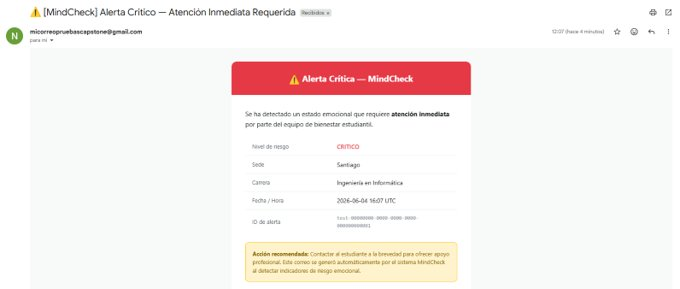 ⚠️ [MindCheck] Alerta Crítico — Atención Inmediata Requerida Recibidos ×
N
micorreopruebascapstone@gmail.com
12:07 (hace 4 minutos)
para mí
⚠️ Alerta Crítica — MindCheck
Se ha detectado un estado emocional que requiere atención inmediata
por parte del equipo de bienestar estudiantil.
Nivel de riesgo CRITICO
Sede Santiago
Carrera Ingeniería en Informática
Fecha / Hora 2026-06-04 16:07 UTC
ID de alerta test-00000000-0000-0000-0000-
000000000001
Acción recomendada: Contactar al estudiante a la brevedad para ofrecer apoyo
profesional. Este correo se generó automáticamente por el sistema MindCheck
al detectar indicadores de riesgo emocional.